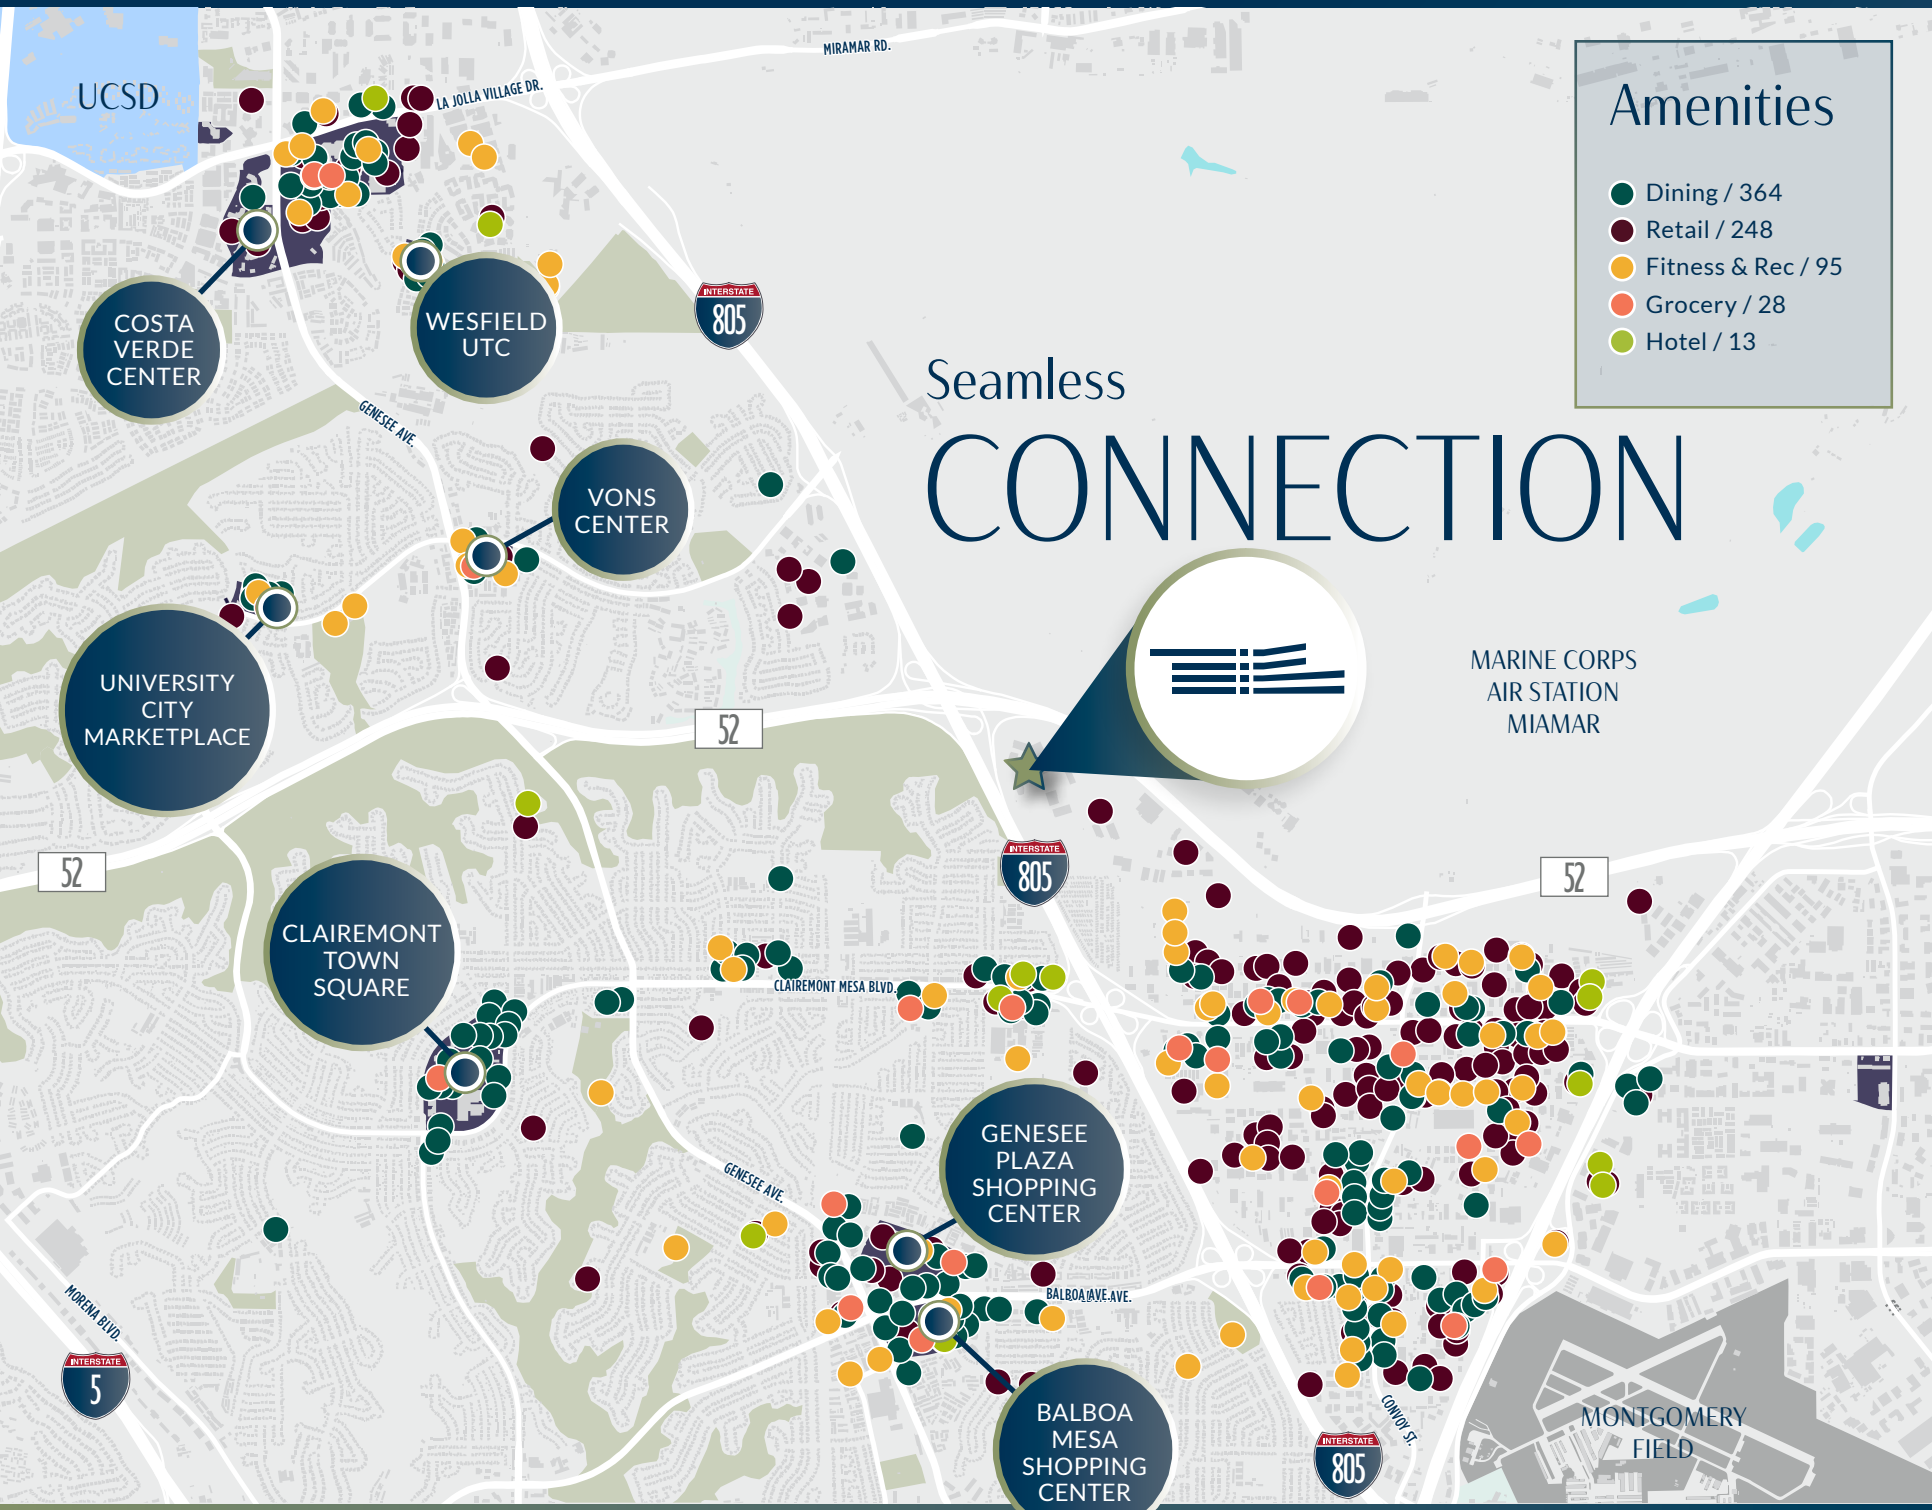 UCSD
MIRAMAR RD.
LA JOLLA VILLAGE DR.
Amenities
Dining / 364
Retail / 248
Fitness & Rec / 95
Grocery / 28
Hotel / 13
COSTA
VERDE
CENTER
WESFIELD
UTC
INTERSTATE
805
Seamless
CONNECTION
GENESEE AVE.
VONS
CENTER
UNIVERSITY
CITY
MARKETPLACE
MARINE CORPS
AIR STATION
MIAMAR
52
52
INTERSTATE
805
52
CLAIREMONT
TOWN
SQUARE
CLAIREMONT MESA BLVD.
GENESEE
PLAZA
SHOPPING
CENTER
GENESEE AVE.
BALBOA AVE.
MORENA BLVD.
INTERSTATE
5
BALBOA
MESA
SHOPPING
CENTER
CONVOY ST.
INTERSTATE
805
MONTGOMERY
FIELD